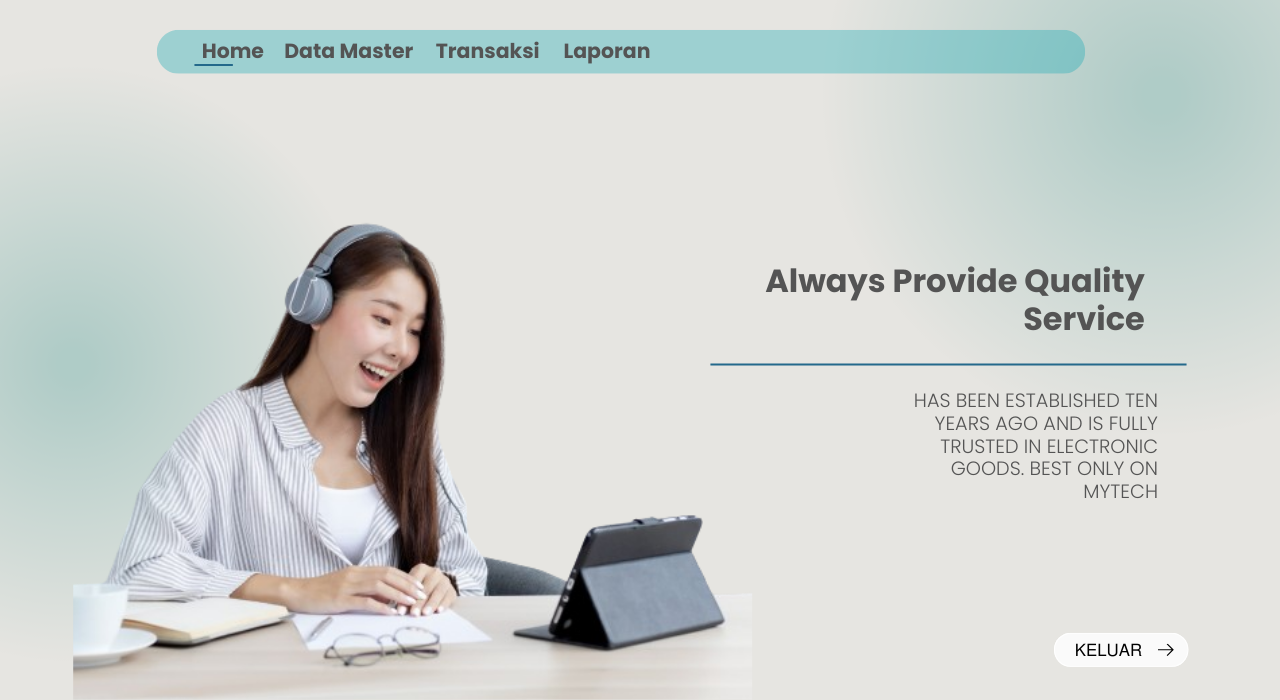 Home Data Master Transaksi Laporan
Always Provide Quality
Service
HAS BEEN ESTABLISHED TEN
YEARS AGO AND IS FULLY
TRUSTED IN ELECTRONIC
GOODS. BEST ONLY ON
MYTECH
KELUAR